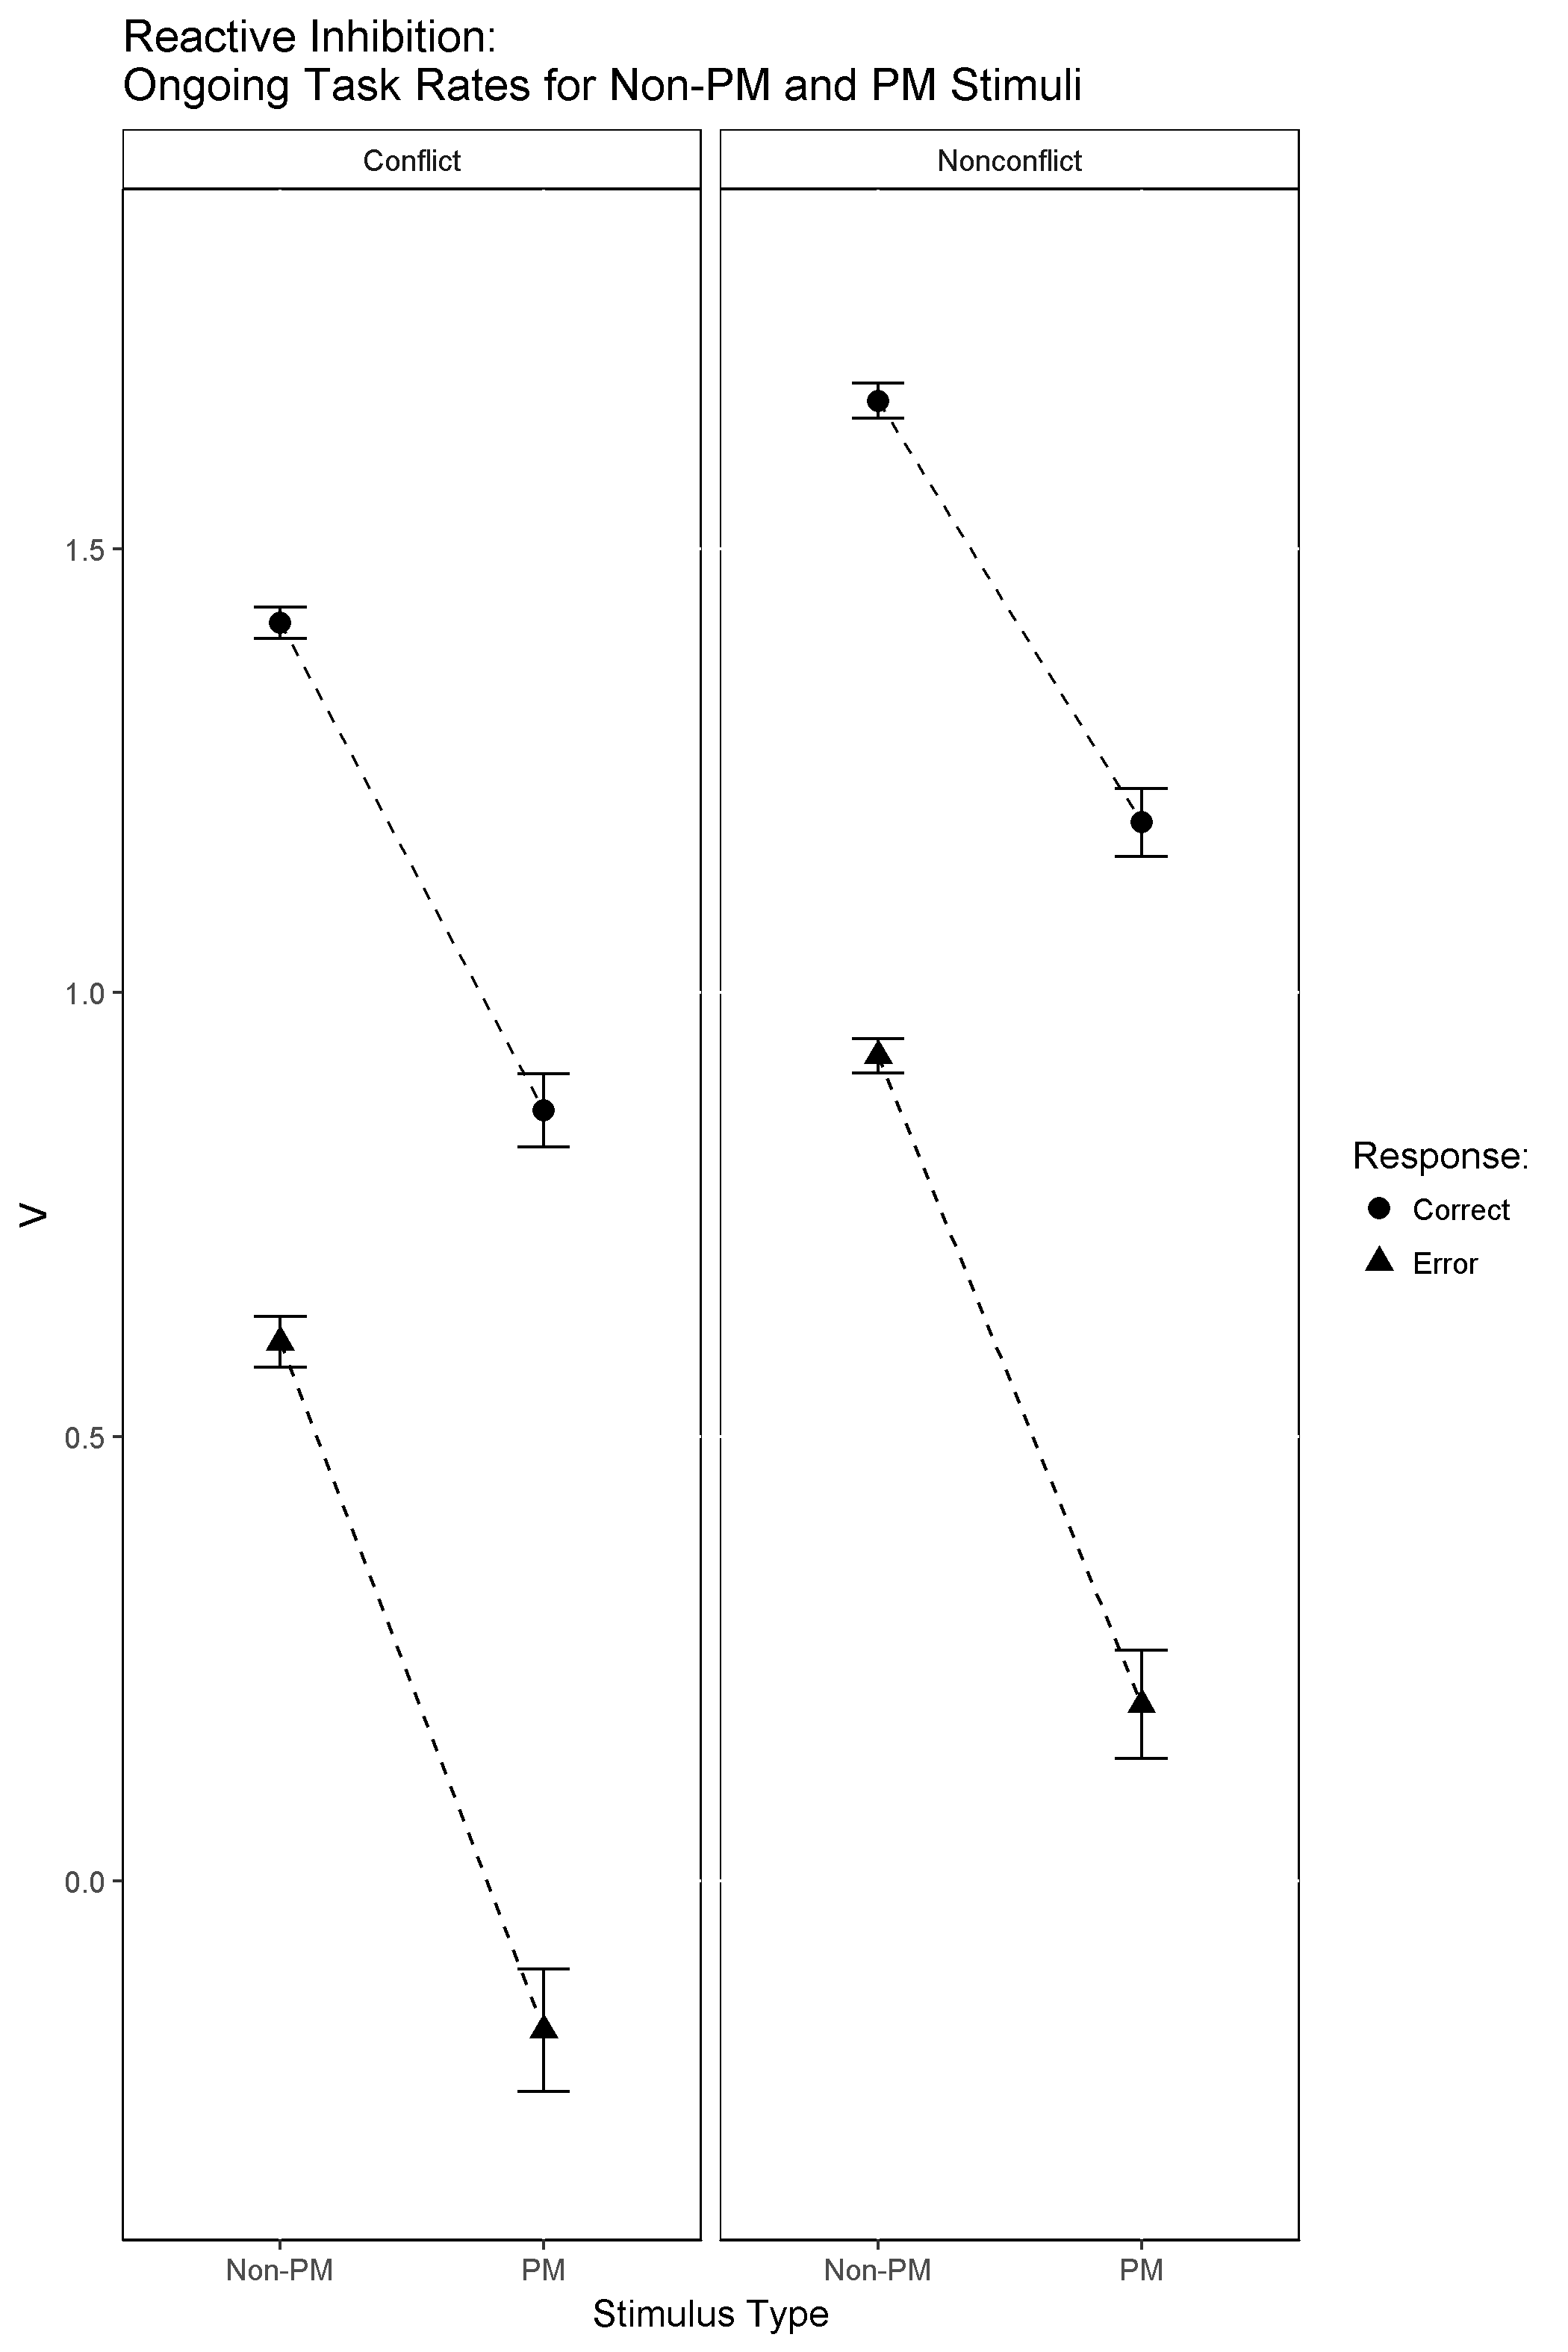 Reactive Inhibition:
Ongoing Task Rates for Non-PM and PM Stimuli
Conflict
Nonconflict
1.5
1.0
0.5
0.0
V
Non-PM
PM
Non-PM
PM
Stimulus Type
Response:
Correct
Error